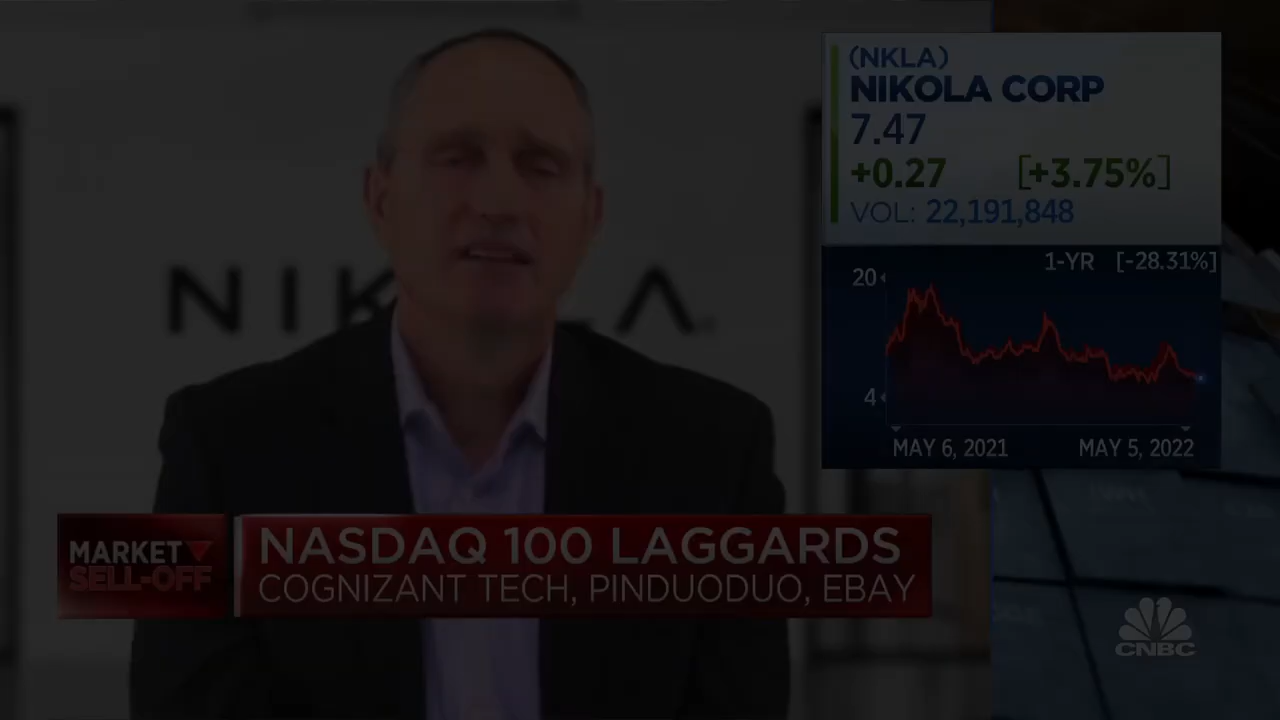 NIKOLA
(NKLA)
NIKOLA CORP
7.47
+0.27 [+3.75%]
VOL: 22,191,848
1-YR [-28.31%]
20
4
MAY 6, 2021 MAY 5, 2022
MARKET
SELL-OFF
NASDAQ 100 LAGGARDS
COGNIZANT TECH, PINDUODUO, EBAY
CNBC